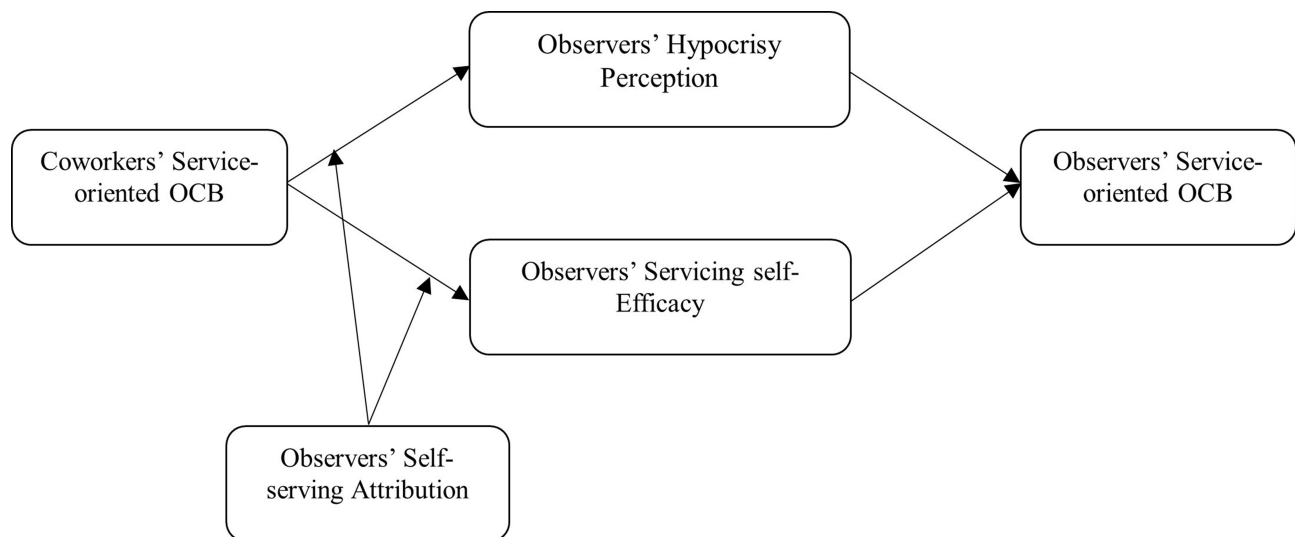 Observers’ Hypocrisy
Perception
Coworkers’ Service-
oriented OCB
Observers’ Service-
oriented OCB
Observers’ Servicing self-
Efficacy
Observers’ Self-
serving Attribution